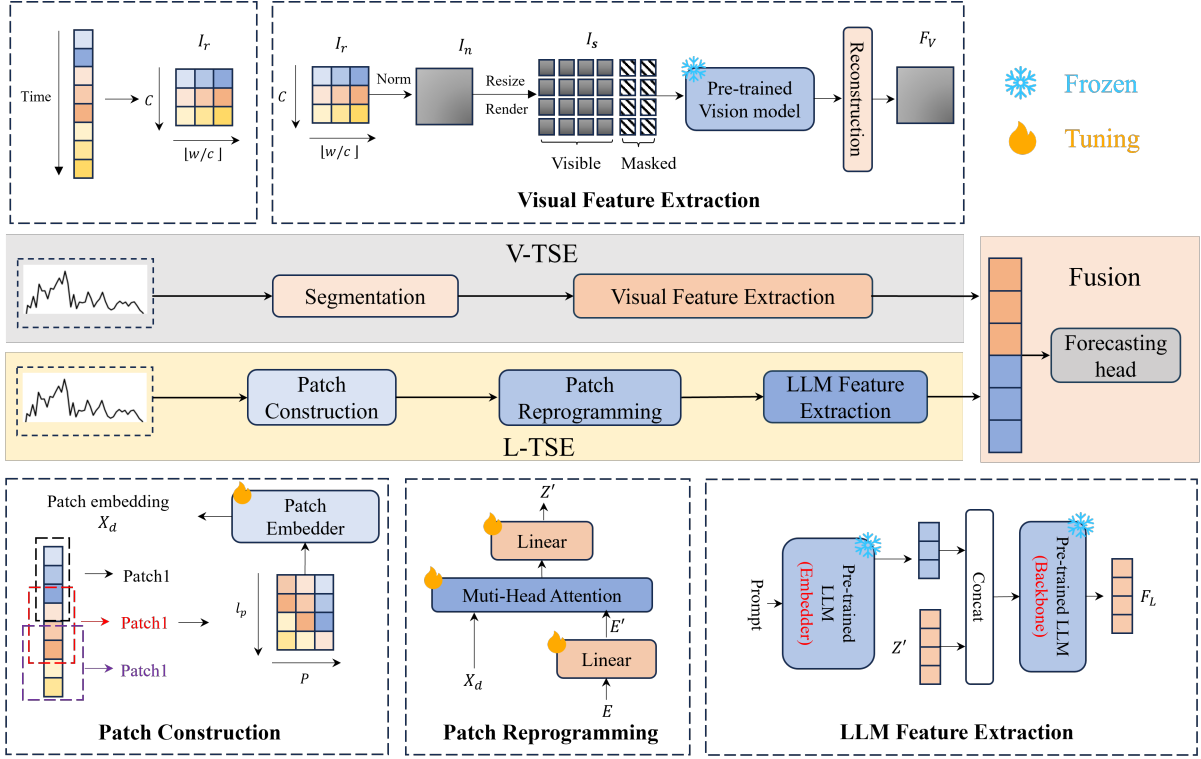 Time
C
I_r
⌊w/c⌋
I_r
C
⌊w/c⌋
Norm
I_n
Resize
Render
I_s
Visible
Masked
Pre-trained
Vision model
Reconstruction
F_V
Visual Feature Extraction
Frozen
Tuning
V-TSE
Segmentation
Visual Feature Extraction
Fusion
Forecasting
head
Patch
Construction
Patch
Reprogramming
LLM Feature
Extraction
L-TSE
Patch embedding
X_d
Patch
Embedder
Patch1
Patch1
Patch1
l_p
P
Patch Construction
Z′
Linear
Muti-Head Attention
E′
Linear
X_d
E
Patch Reprogramming
Prompt
Pre-trained
LLM
(Embedder)
Z′
Concat
Pre-trained LLM
(Backbone)
F_L
LLM Feature Extraction